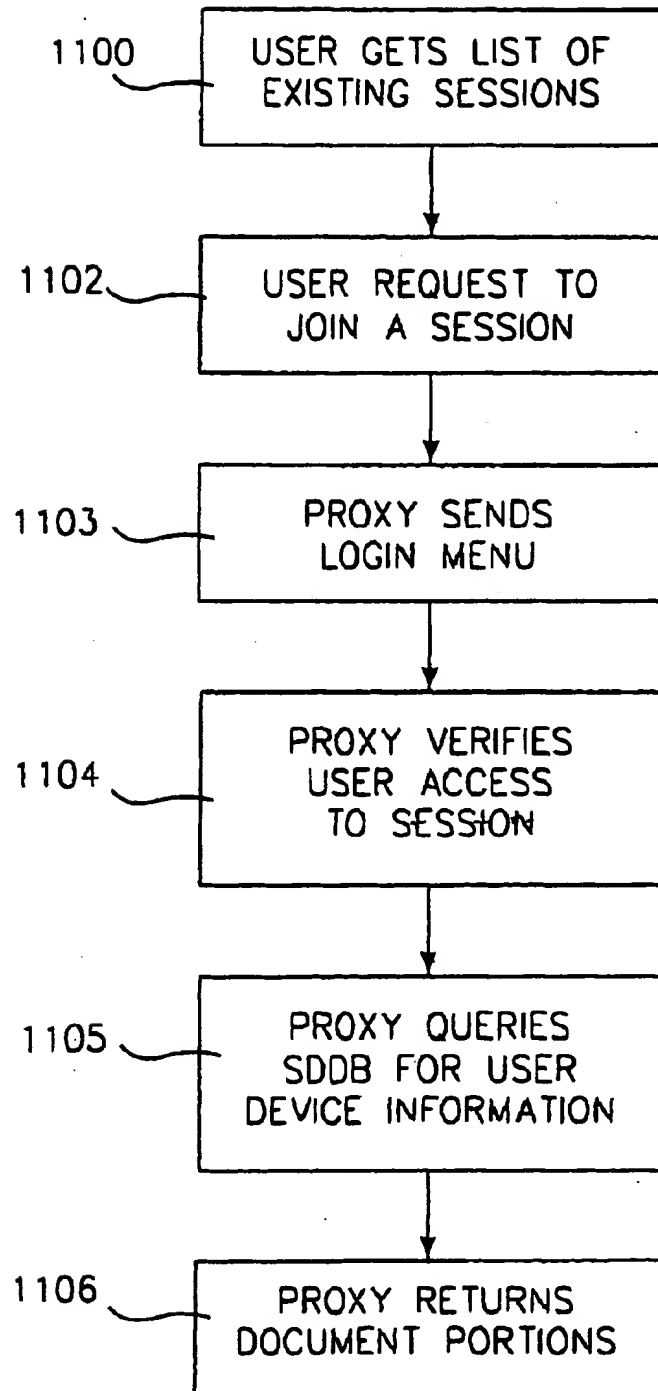 1100
USER GETS LIST OF
EXISTING SESSIONS
1102
USER REQUEST TO
JOIN A SESSION
1103
PROXY SENDS
LOGIN MENU
1104
PROXY VERIFIES
USER ACCESS
TO SESSION
1105
PROXY QUERIES
SDDB FOR USER
DEVICE INFORMATION
1106
PROXY RETURNS
DOCUMENT PORTIONS